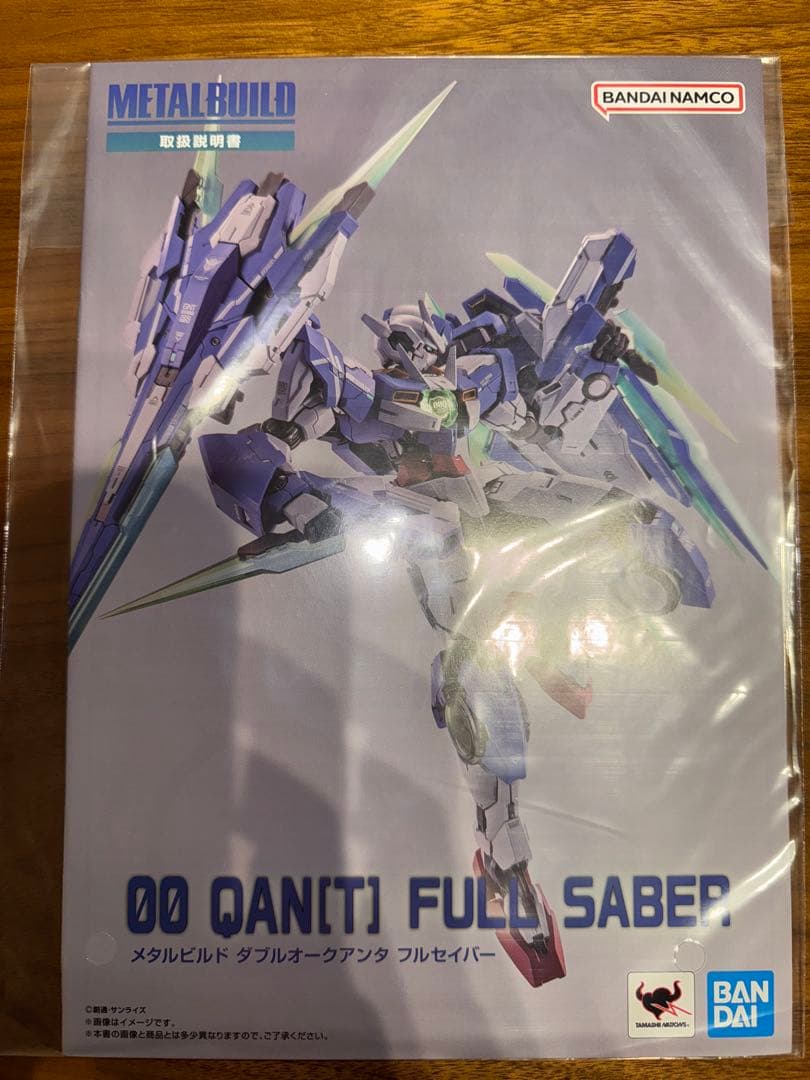 METAL BUILD
取扱説明書
BANDAI NAMCO
00 QAN[T] FULL SABER
メタルビルド ダブルオークアンタ フルセイバー
©創通・サンライズ
※画像はイメージです。
※本書の画像と商品とは多少異なりますので、ご了承ください。
TAMASHII NATIONS
BAN
DAI